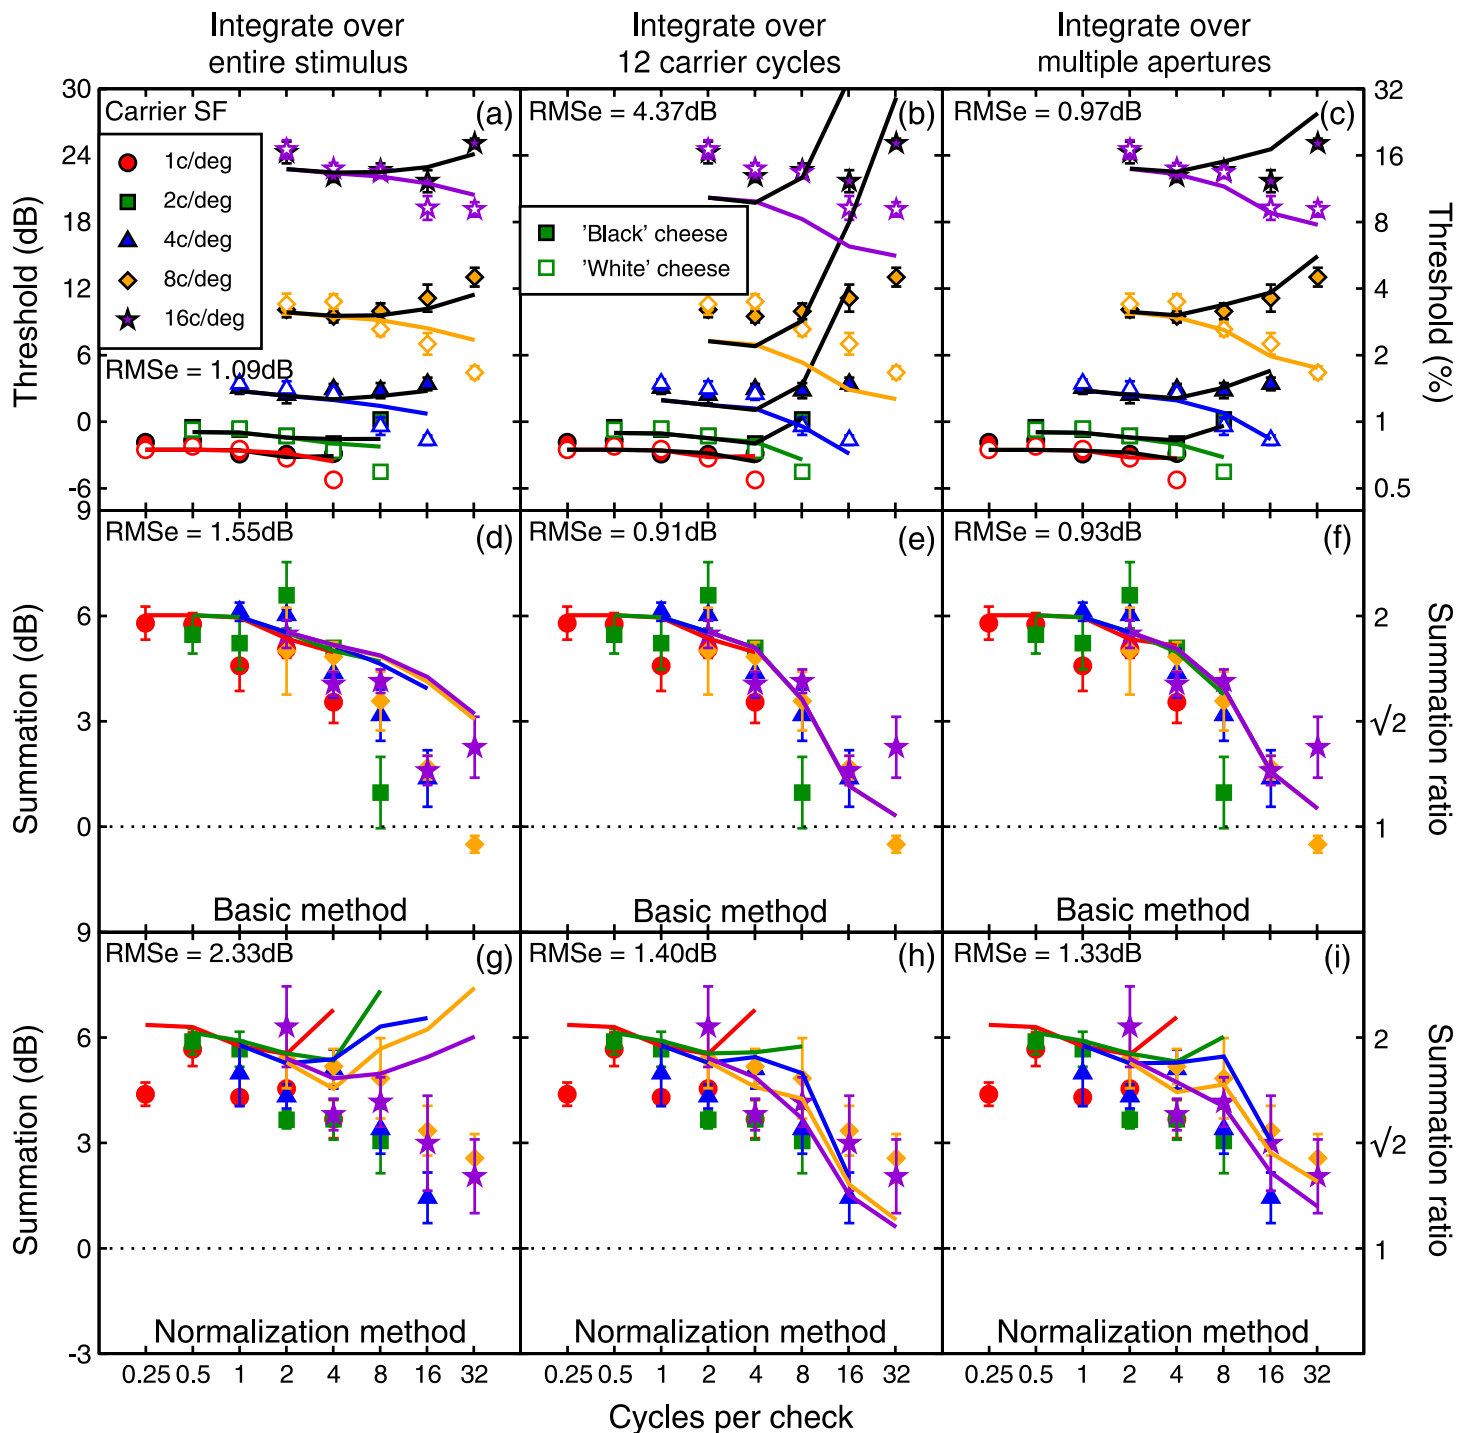 Integrate over
entire stimulus
Integrate over
12 carrier cycles
Integrate over
multiple apertures
30
24
18
12
6
0
-6
Threshold (dB)
Carrier SF
(a)
1c/deg
2c/deg
4c/deg
8c/deg
16c/deg
RMSe = 1.09dB
RMSe = 4.37dB
(b)
'Black' cheese
'White' cheese
RMSe = 0.97dB
(c)
32
16
8
4
2
1
0.5
Threshold (%)
9
6
3
0
Summation (dB)
RMSe = 1.55dB
(d)
Basic method
RMSe = 0.91dB
(e)
Basic method
RMSe = 0.93dB
(f)
Basic method
2
√2
1
Summation ratio
9
6
3
0
-3
Summation (dB)
RMSe = 2.33dB
(g)
Normalization method
RMSe = 1.40dB
(h)
Normalization method
RMSe = 1.33dB
(i)
Normalization method
2
√2
1
Summation ratio
0.25 0.5 1 2 4 8 16 32
0.25 0.5 1 2 4 8 16 32
0.25 0.5 1 2 4 8 16 32
Cycles per check